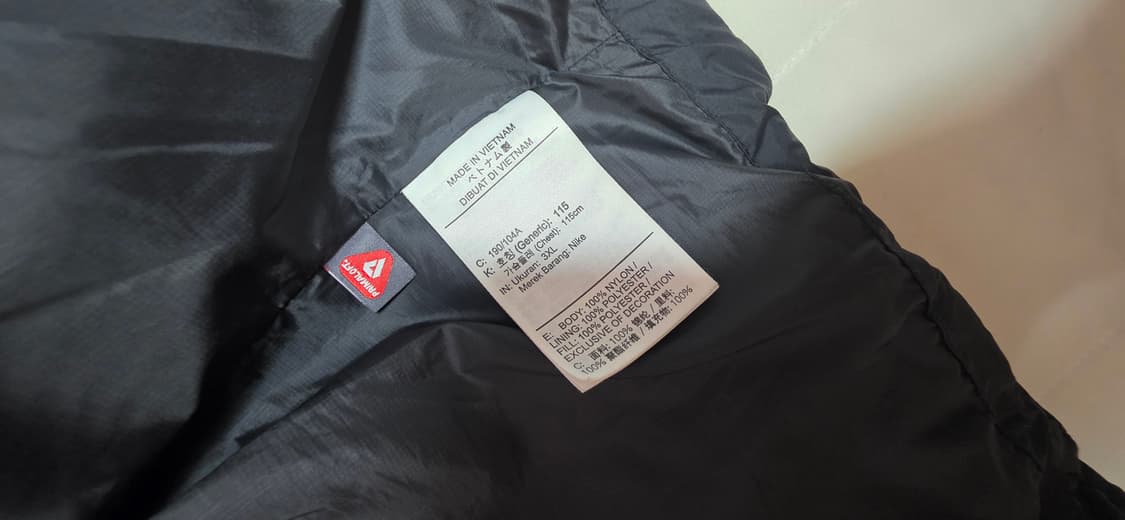 MADE IN VIETNAM
ベトナム製
DIBUAT DI VIETNAM
C: 190/104A
K: 호칭 (Generic): 115
가슴둘레 (Chest): 115cm
IN: Ukuran: 3XL
Merek Barang: Nike
E: BODY: 100% NYLON /
LINING: 100% POLYESTER /
FILL: 100% POLYESTER /
EXCLUSIVE OF DECORATION
C: 面料: 100% 锦纶 / 里料:
100% 聚酯纤维 / 填充物: 100%
PRIMALOFT